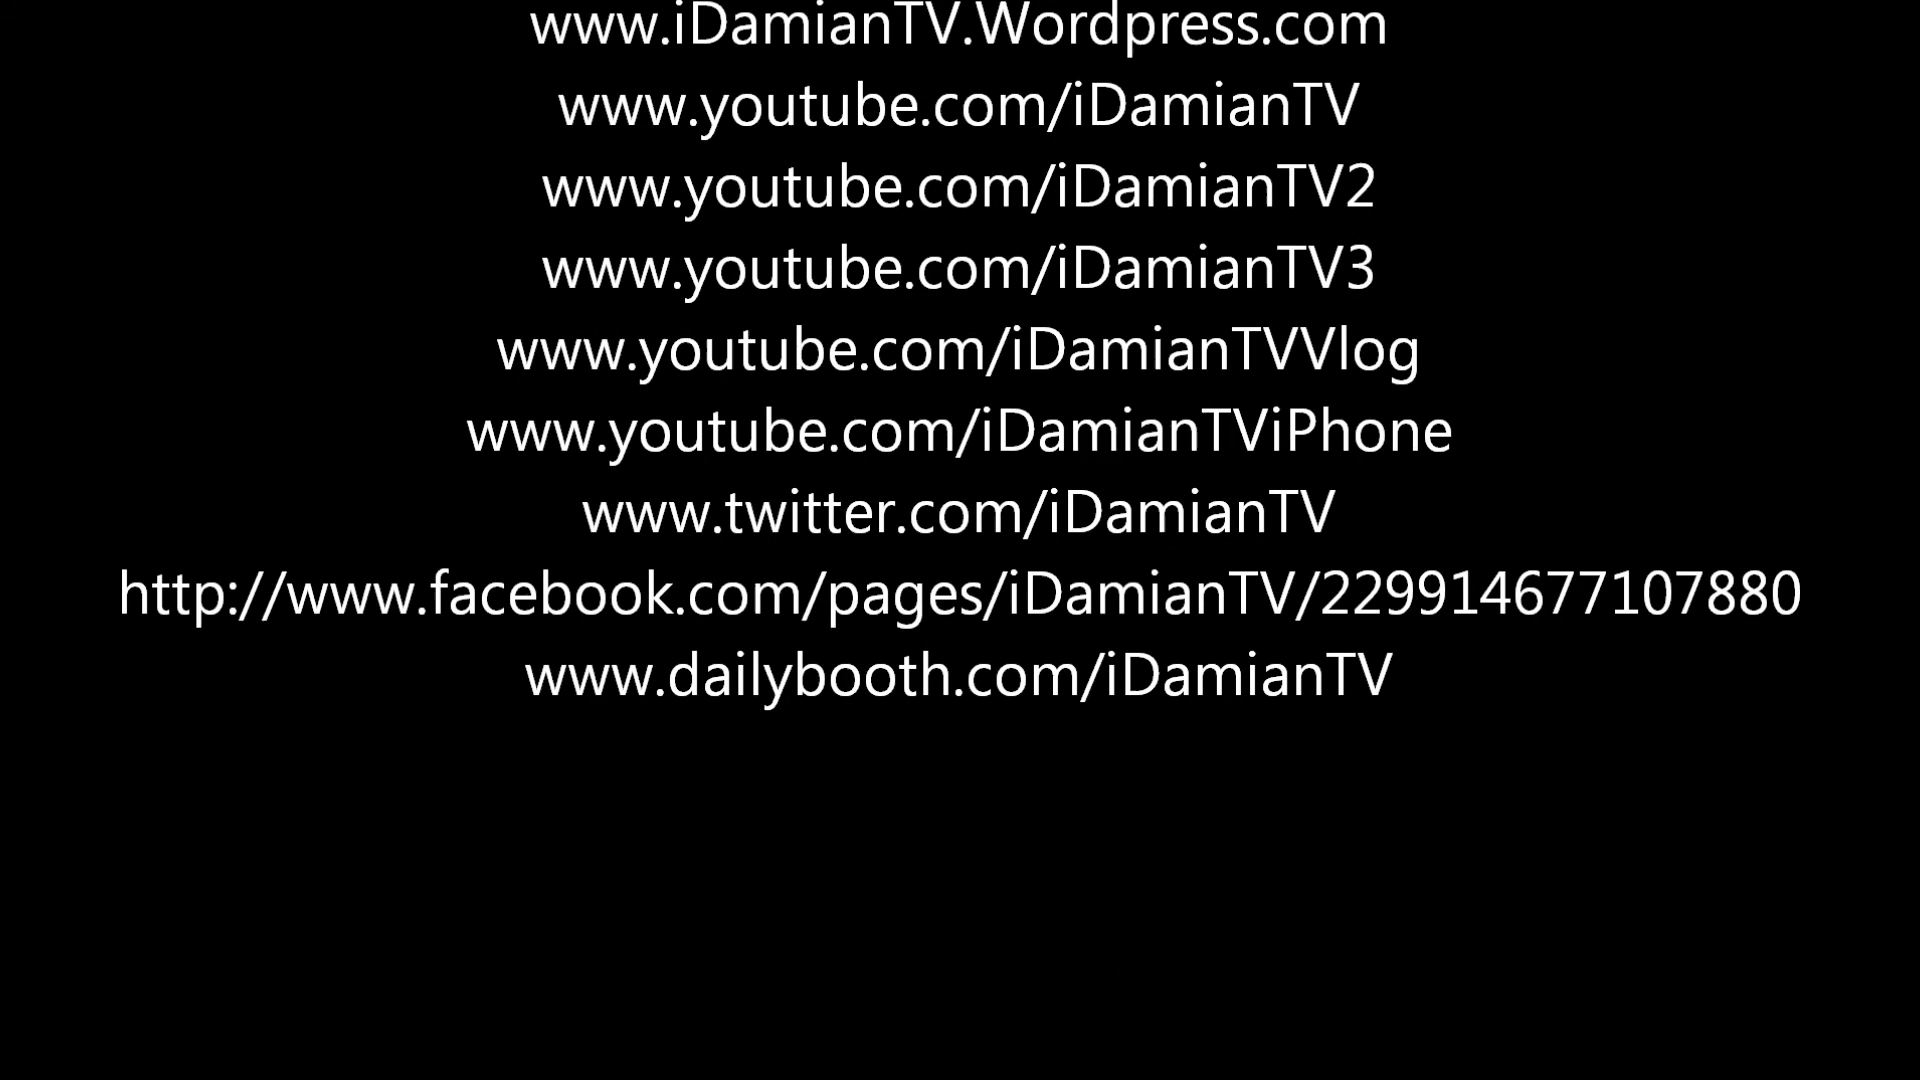 www.iDamianTV.Wordpress.com
www.youtube.com/iDamianTV
www.youtube.com/iDamianTV2
www.youtube.com/iDamianTV3
www.youtube.com/iDamianTVVlog
www.youtube.com/iDamianTViPhone
www.twitter.com/iDamianTV
http://www.facebook.com/pages/iDamianTV/229914677107880
www.dailybooth.com/iDamianTV